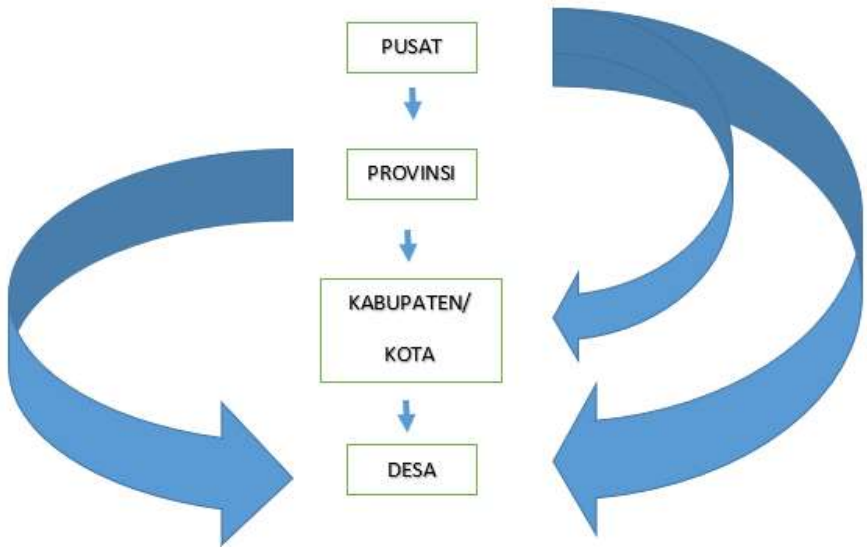 PUSAT
PROVINSI
KABUPATEN/
KOTA
DESA